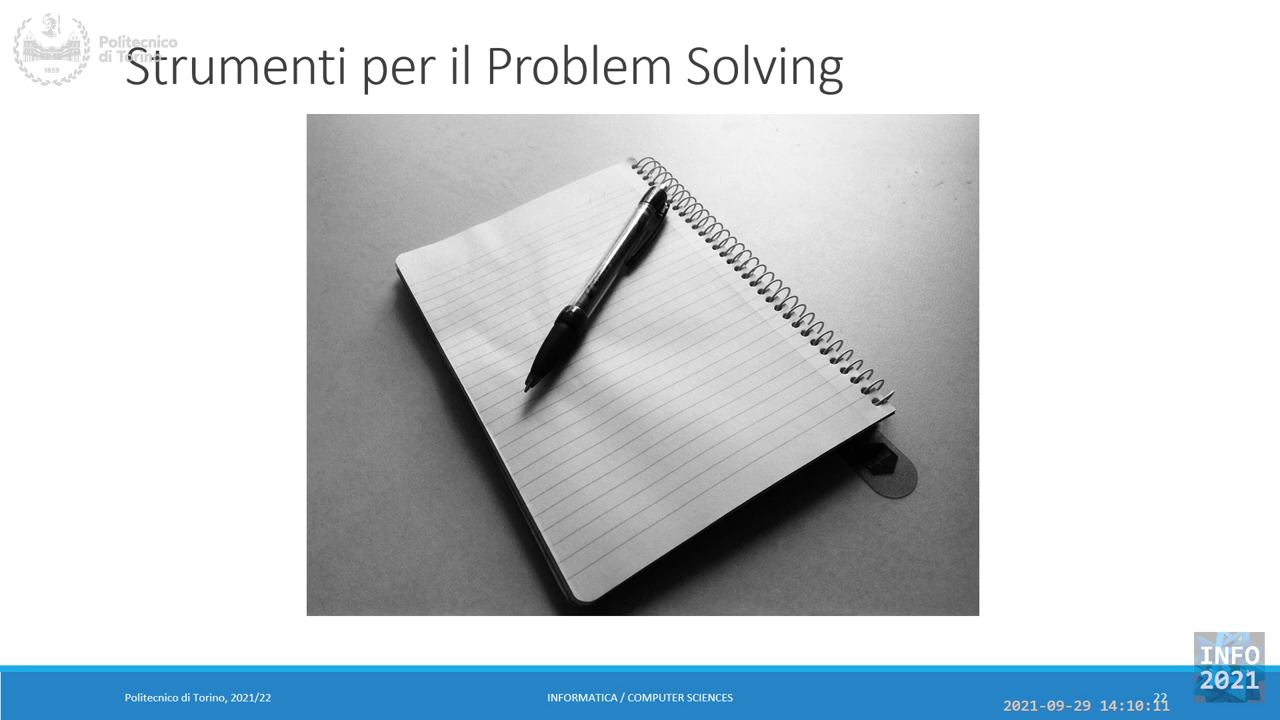 Politecnico
di Torino
1859
Strumenti per il Problem Solving
INFO
2021
Politecnico di Torino, 2021/22
INFORMATICA / COMPUTER SCIENCES
22
2021-09-29 14:10:11